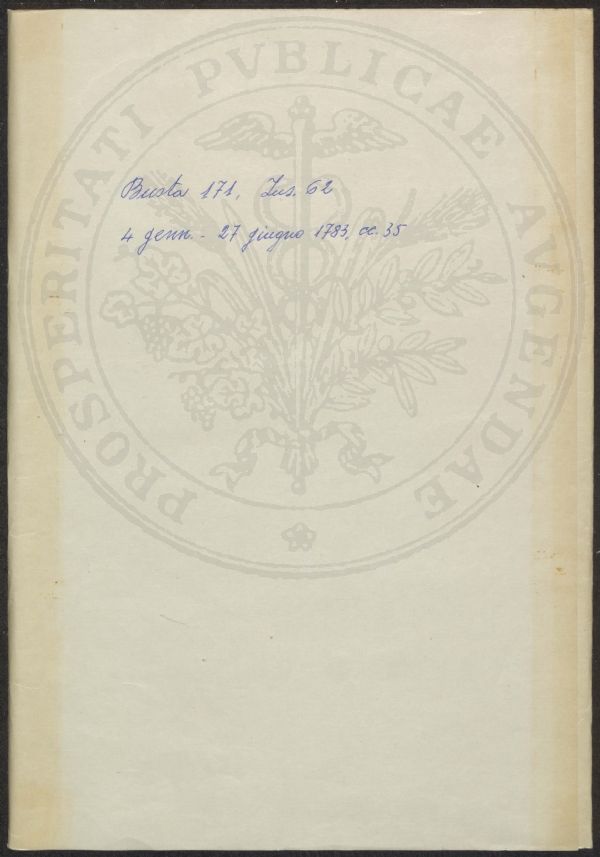 PROSPERITATI PVBLICAE AVGENDAE
Busta 171, Ins. 62
4 genn. - 27 giugno 1783, cc. 35